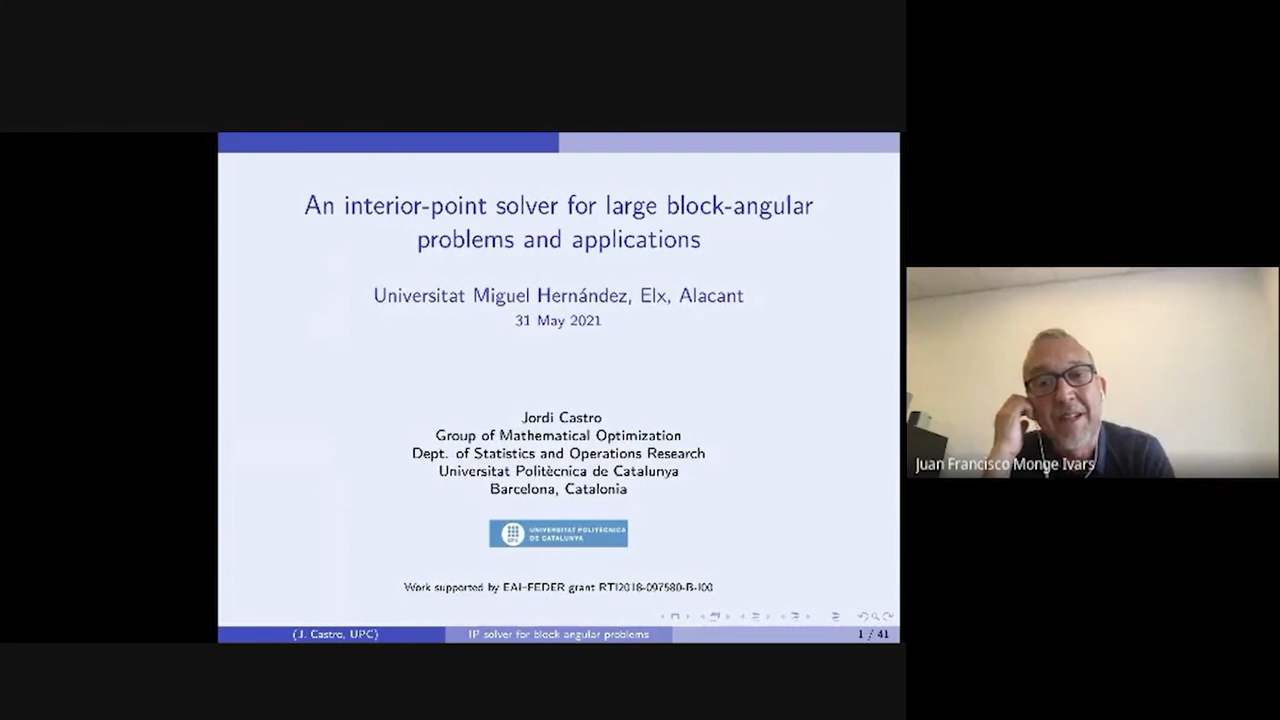 An interior-point solver for large block-angular
problems and applications
Universitat Miguel Hernández, Elx, Alacant
31 May 2021
Jordi Castro
Group of Mathematical Optimization
Dept. of Statistics and Operations Research
Universitat Politècnica de Catalunya
Barcelona, Catalonia
UNIVERSITAT POLITÈCNICA
DE CATALUNYA
UPC
Work supported by EAI-FEDER grant RTI2018-097580-B-I00
(J. Castro, UPC)
IP solver for block angular problems
1 / 41
Juan Francisco Monge Ivars